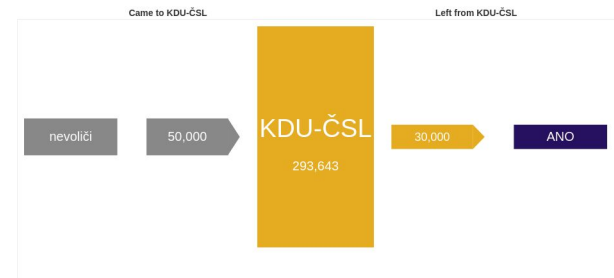 Came to KDU-ČSL
Left from KDU-ČSL
nevoliči
50,000
KDU-ČSL
293,643
30,000
ANO